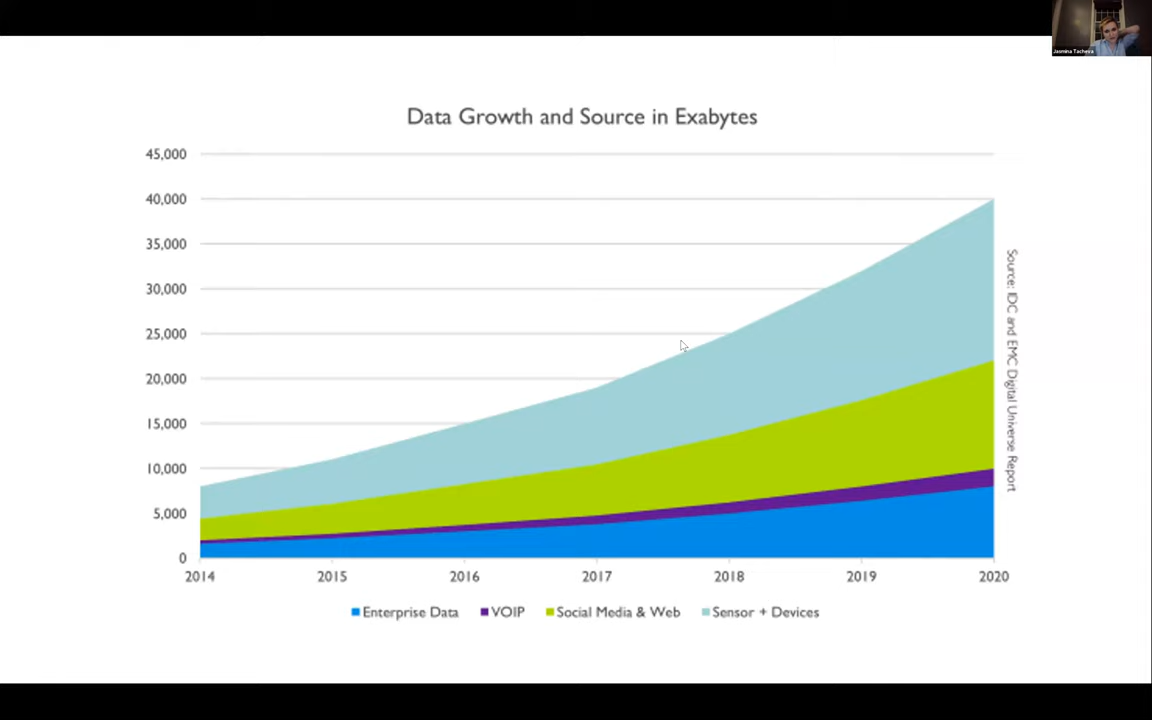 Jasmina Tacheva
Data Growth and Source in Exabytes
45,000
40,000
35,000
30,000
25,000
20,000
15,000
10,000
5,000
0
2014 2015 2016 2017 2018 2019 2020
Enterprise Data VOIP Social Media & Web Sensor + Devices
Source: IDC and EMC Digital Universe Report